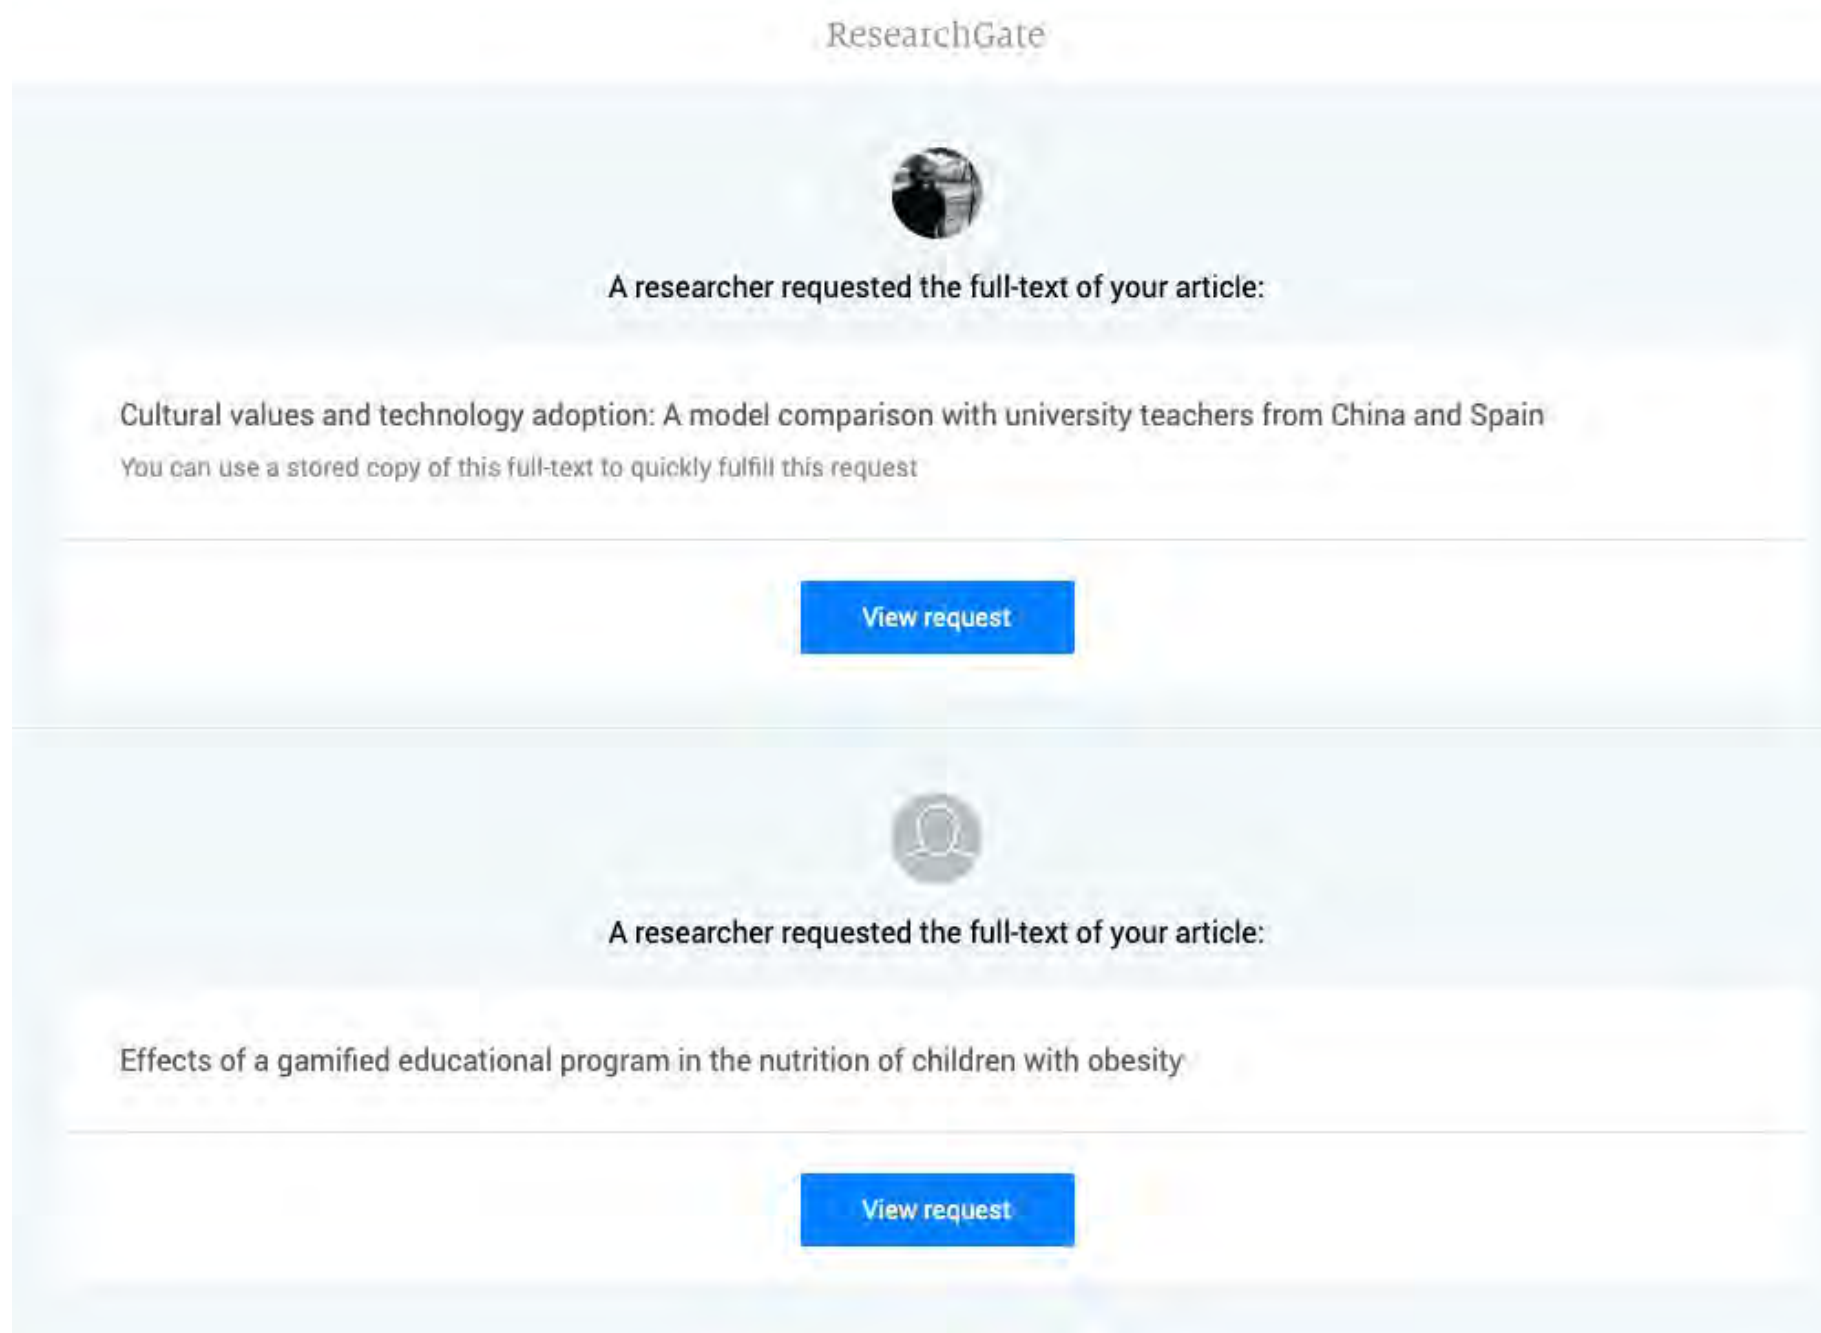 ResearchGate
A researcher requested the full-text of your article:
Cultural values and technology adoption: A model comparison with university teachers from China and Spain
You can use a stored copy of this full-text to quickly fulfill this request
View request
A researcher requested the full-text of your article:
Effects of a gamified educational program in the nutrition of children with obesity
View request